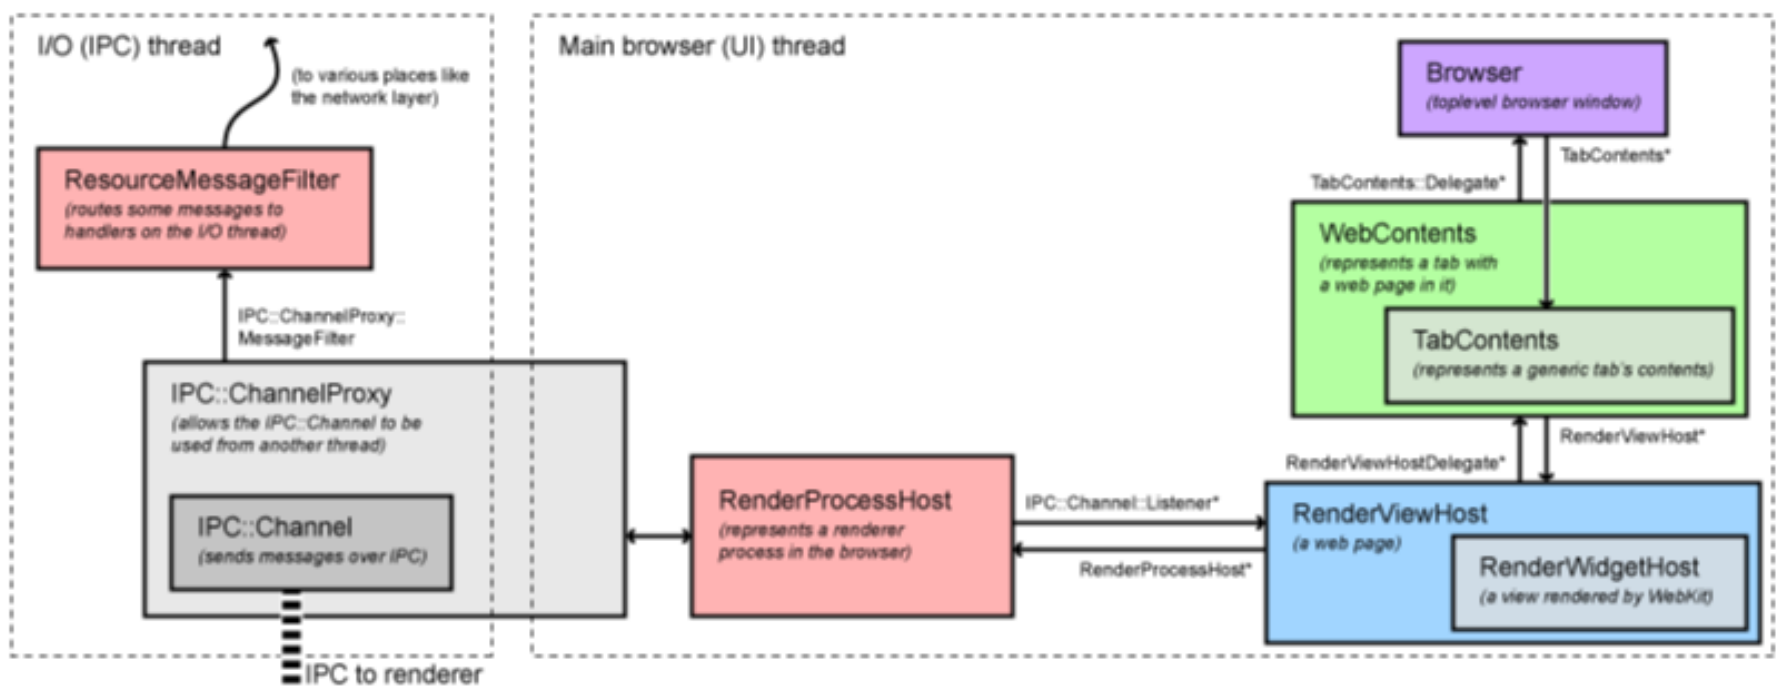 I/O (IPC) thread
(to various places like
the network layer)
ResourceMessageFilter
(routes some messages to
handlers on the I/O thread)
IPC::ChannelProxy::
MessageFilter
IPC::ChannelProxy
(allows the IPC::Channel to be
used from another thread)
IPC::Channel
(sends messages over IPC)
IPC to renderer
Main browser (UI) thread
Browser
(toplevel browser window)
TabContents*
TabContents::Delegate*
WebContents
(represents a tab with
a web page in it)
TabContents
(represents a generic tab's contents)
RenderViewHost*
RenderViewHostDelegate*
RenderProcessHost
(represents a renderer
process in the browser)
IPC::Channel::Listener*
RenderProcessHost*
RenderViewHost
(a web page)
RenderWidgetHost
(a view rendered by WebKit)